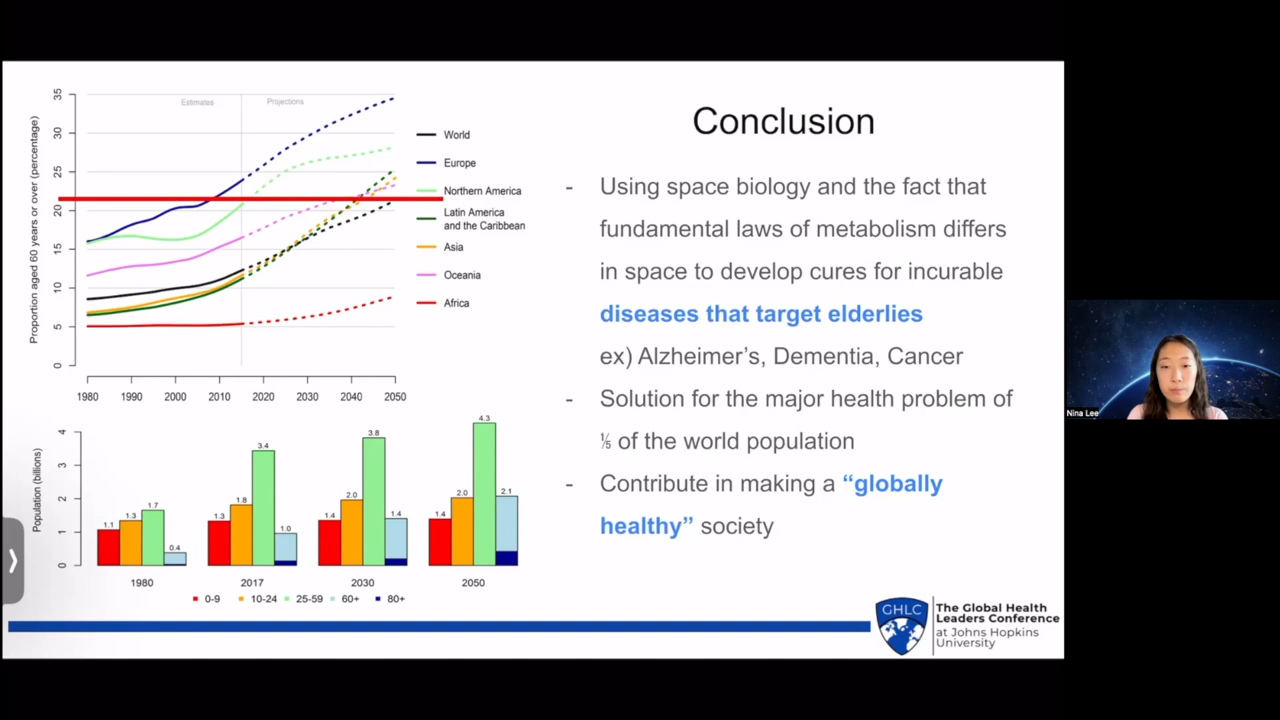 35
30
25
20
15
10
5
0
Proportion aged 60 years or over (percentage)
Estimates
Projections
World
Europe
Northern America
Latin America
and the Caribbean
Asia
Oceania
Africa
1980 1990 2000 2010 2020 2030 2040 2050
Population (billions)
4
3
2
1
0
1.1 1.3 1.7 0.4
1.3 1.8 3.4 1.0
1.4 2.0 3.8 1.4
1.4 2.0 4.3 2.1
1980 2017 2030 2050
0-9 10-24 25-59 60+ 80+
Conclusion
- Using space biology and the fact that
fundamental laws of metabolism differs
in space to develop cures for incurable
diseases that target elderlies
ex) Alzheimer’s, Dementia, Cancer
- Solution for the major health problem of
⅕ of the world population
- Contribute in making a “globally
healthy” society
GHLC
The Global Health
Leaders Conference
at Johns Hopkins
University
Nina Lee